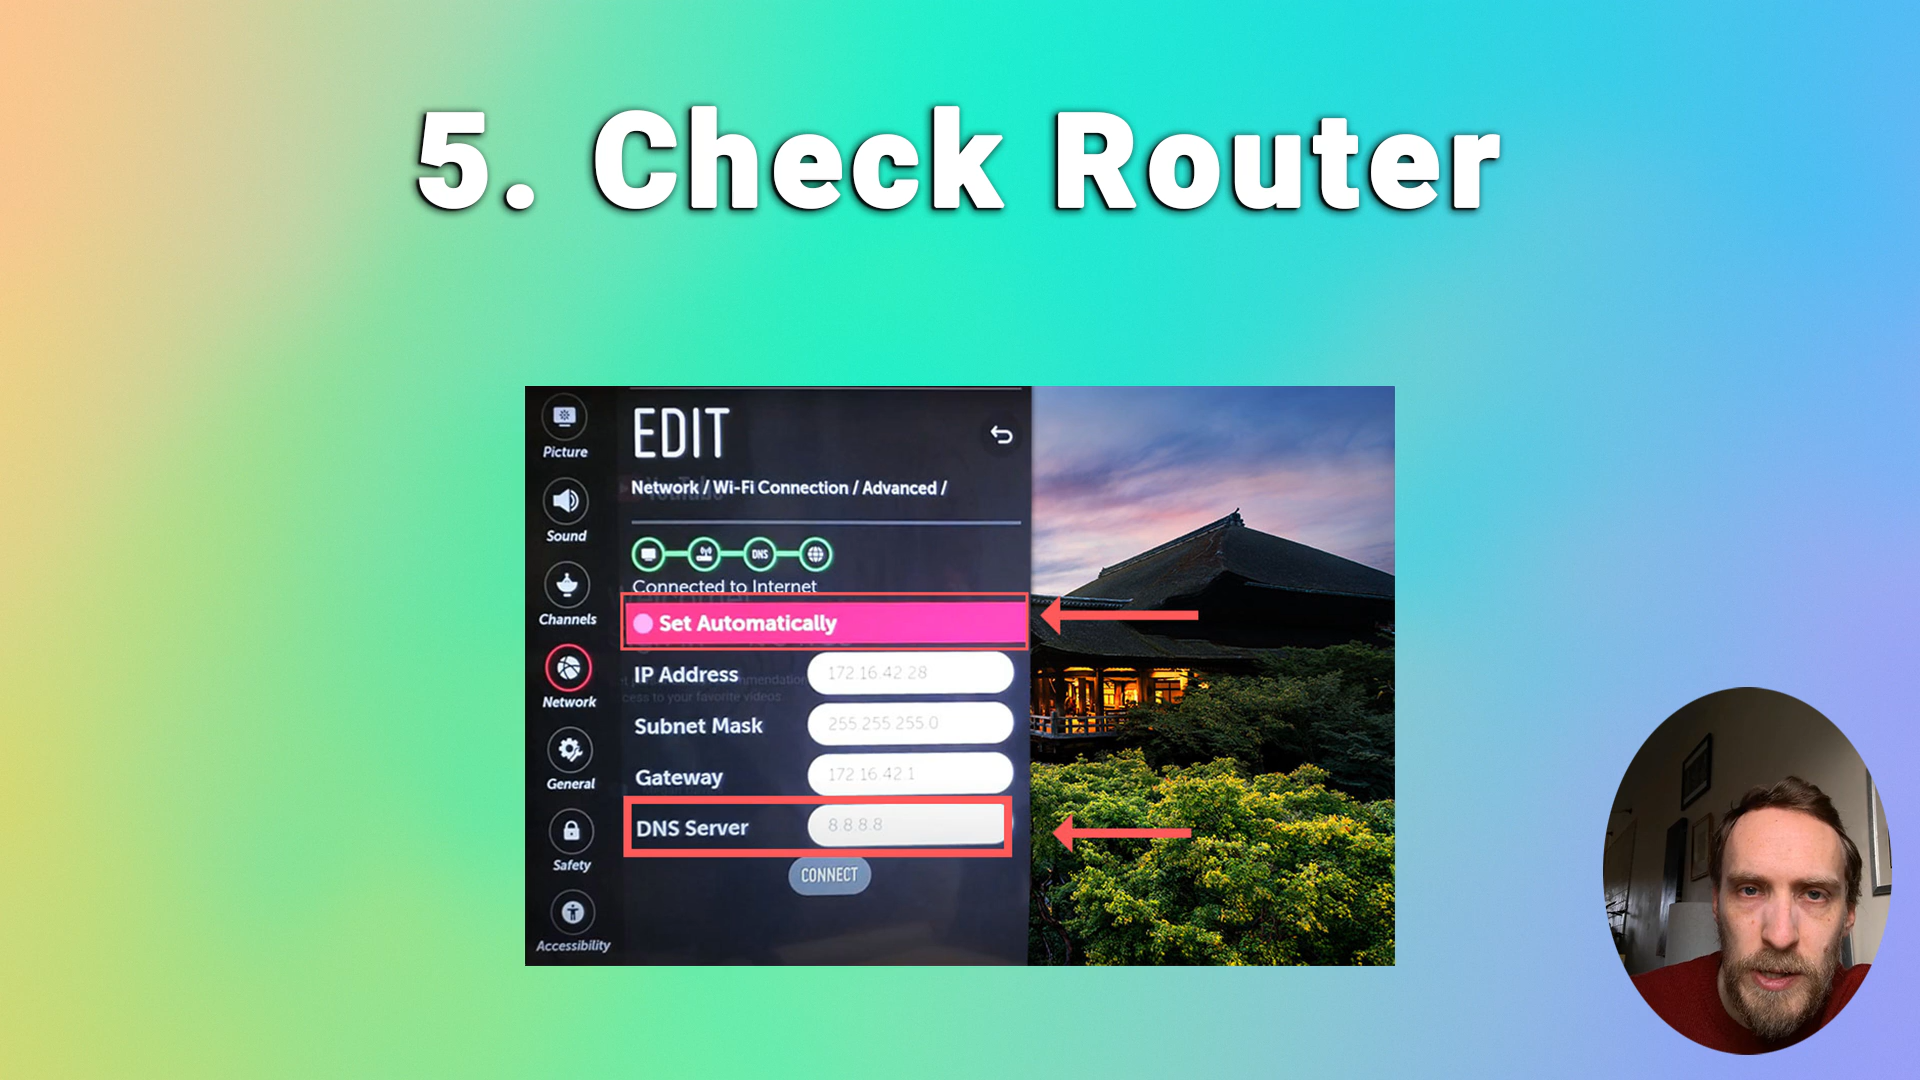 5. Check Router
EDIT
Network / Wi-Fi Connection / Advanced /
DNS
Connected to Internet
Set Automatically
IP Address 172.16.42.28
Subnet Mask 255.255.255.0
Gateway 172.16.42.1
DNS Server 8.8.8.8
CONNECT
Picture
Sound
Channels
Network
General
Safety
Accessibility